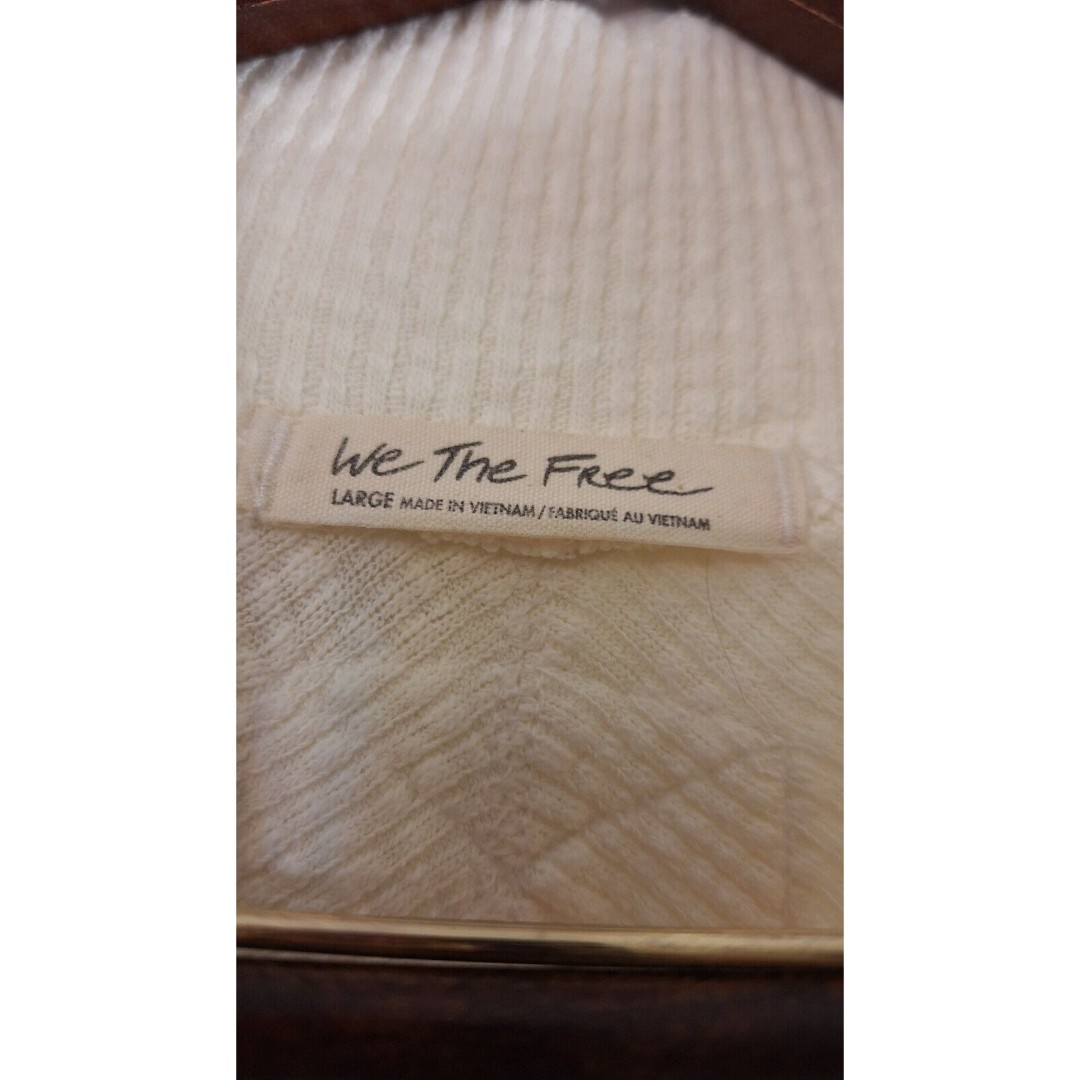 We The Free
LARGE MADE IN VIETNAM / FABRIQUÉ AU VIETNAM